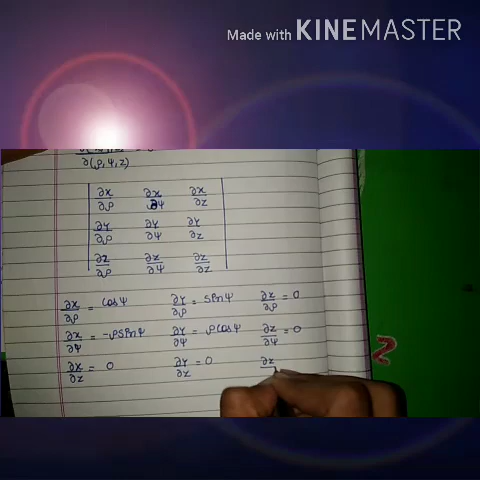 Made with KINEMASTER
∂(ρ, ψ, z)
∂x/∂ρ ∂x/∂ψ ∂x/∂z
∂y/∂ρ ∂y/∂ψ ∂y/∂z
∂z/∂ρ ∂z/∂ψ ∂z/∂z
∂x/∂ρ = cosψ ∂y/∂ρ = sinψ ∂z/∂ρ = 0
∂x/∂ψ = -ρsinψ ∂y/∂ψ = ρcosψ ∂z/∂ψ = 0
∂x/∂z = 0 ∂y/∂z = 0 ∂z